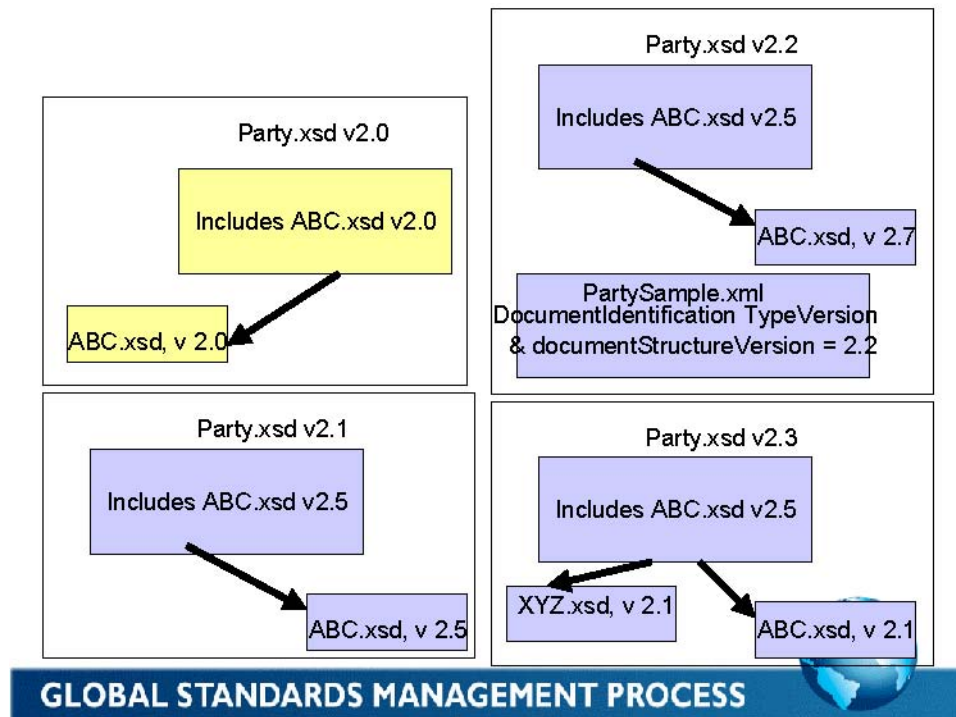 Party.xsd v2.0
Includes ABC.xsd v2.0
ABC.xsd, v 2.0
Party.xsd v2.2
Includes ABC.xsd v2.5
ABC.xsd, v 2.7
PartySample.xml
DocumentIdentification TypeVersion
& documentStructureVersion = 2.2
Party.xsd v2.1
Includes ABC.xsd v2.5
ABC.xsd, v 2.5
Party.xsd v2.3
Includes ABC.xsd v2.5
XYZ.xsd, v 2.1
ABC.xsd, v 2.1
GLOBAL STANDARDS MANAGEMENT PROCESS